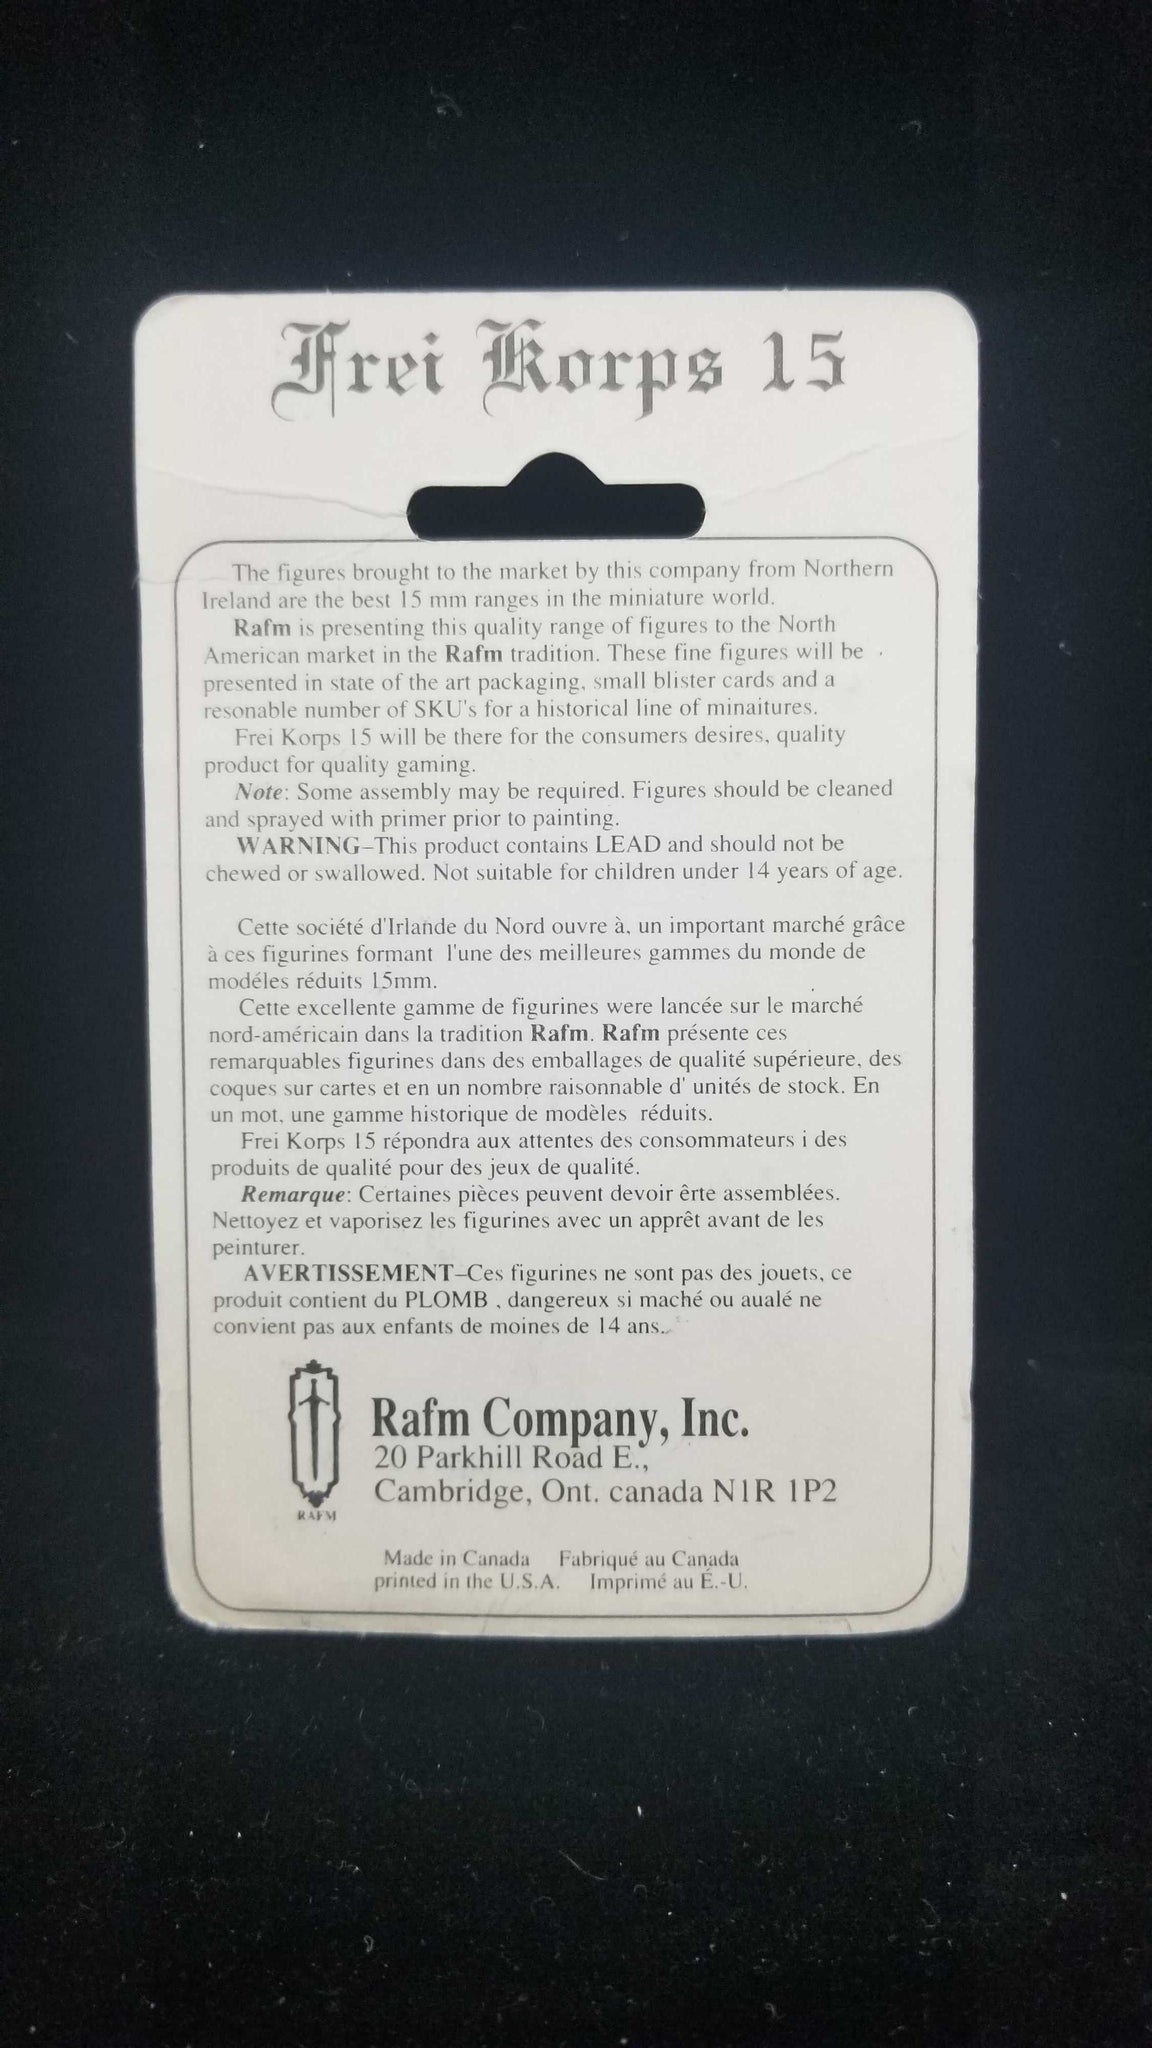 Frei Korps 15
The figures brought to the market by this company from Northern
Ireland are the best 15 mm ranges in the miniature world.
Rafm is presenting this quality range of figures to the North
American market in the Rafm tradition. These fine figures will be
presented in state of the art packaging, small blister cards and a
resonable number of SKU's for a historical line of minaitures.
Frei Korps 15 will be there for the consumers desires, quality
product for quality gaming.
Note: Some assembly may be required. Figures should be cleaned
and sprayed with primer prior to painting.
WARNING–This product contains LEAD and should not be
chewed or swallowed. Not suitable for children under 14 years of age.
Cette société d'Irlande du Nord ouvre à, un important marché grâce
à ces figurines formant l'une des meilleures gammes du monde de
modéles réduits 15mm.
Cette excellente gamme de figurines were lancée sur le marché
nord-américain dans la tradition Rafm. Rafm présente ces
remarquables figurines dans des emballages de qualité supérieure, des
coques sur cartes et en un nombre raisonnable d' unités de stock. En
un mot, une gamme historique de modèles réduits.
Frei Korps 15 répondra aux attentes des consommateurs i des
produits de qualité pour des jeux de qualité.
Remarque: Certaines pièces peuvent devoir êrte assemblées.
Nettoyez et vaporisez les figurines avec un apprêt avant de les
peinturer.
AVERTISSEMENT–Ces figurines ne sont pas des jouets, ce
produit contient du PLOMB , dangereux si maché ou aualé ne
convient pas aux enfants de moines de 14 ans.
Rafm Company, Inc.
20 Parkhill Road E.,
Cambridge, Ont. canada N1R 1P2
RAFM
Made in Canada Fabriqué au Canada
printed in the U.S.A. Imprimé au É.-U.